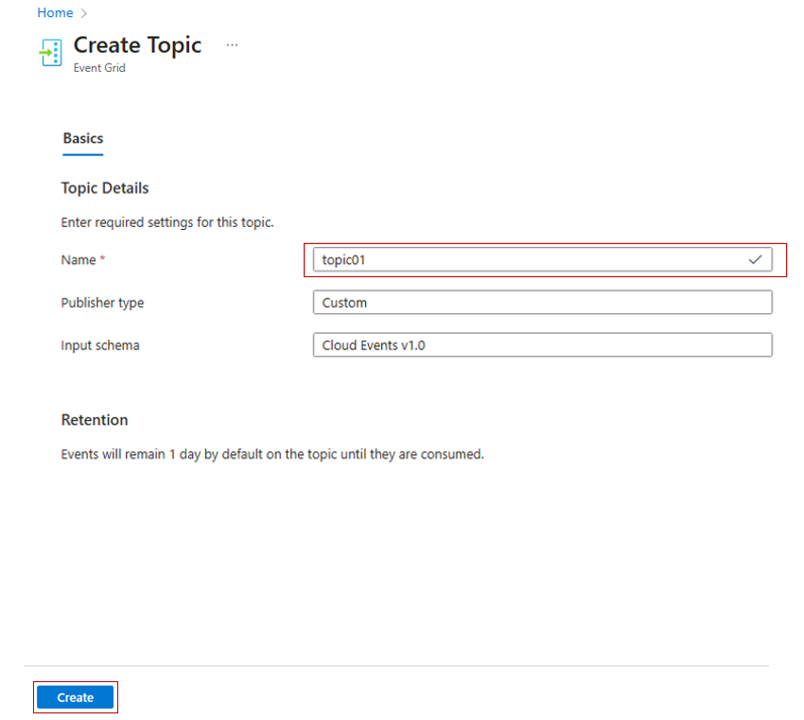 Home >
Create Topic ...
Event Grid
Basics
Topic Details
Enter required settings for this topic.
Name * topic01
Publisher type Custom
Input schema Cloud Events v1.0
Retention
Events will remain 1 day by default on the topic until they are consumed.
Create